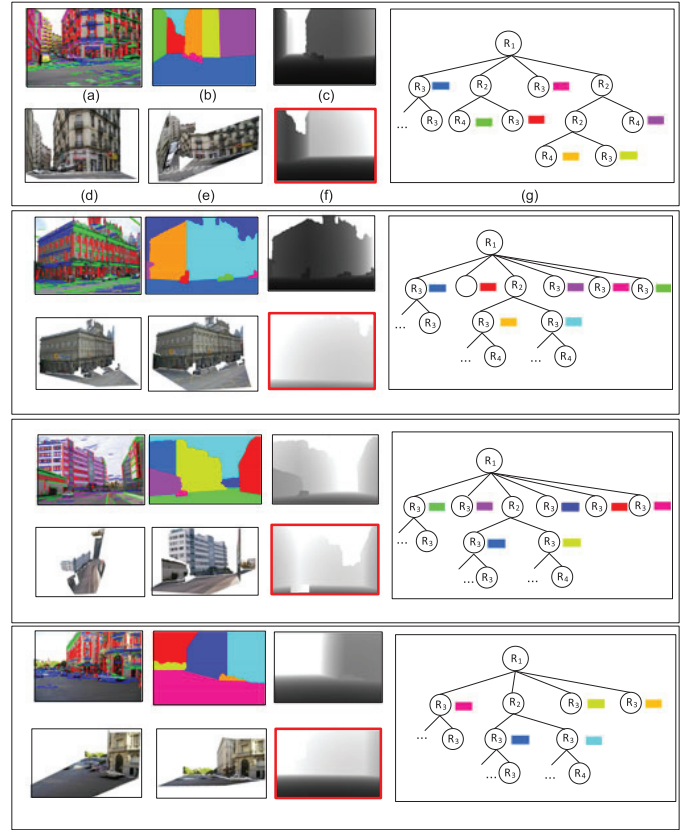 R1
(a) (b) (c)
R3 R2 R3 R2
... R3 R4 R3 R2 R4
R4 R3
(d) (e) (f) (g)
R1
R3 R2 R3 R3 R3
... R3 R3 R3
... R4 ... R4
R1
R3 R3 R2 R3 R3 R3
... R3 R3 R3
... R3 ... R4
R1
R3 R2 R3 R3
... R3 R3 R3
... R3 ... R4